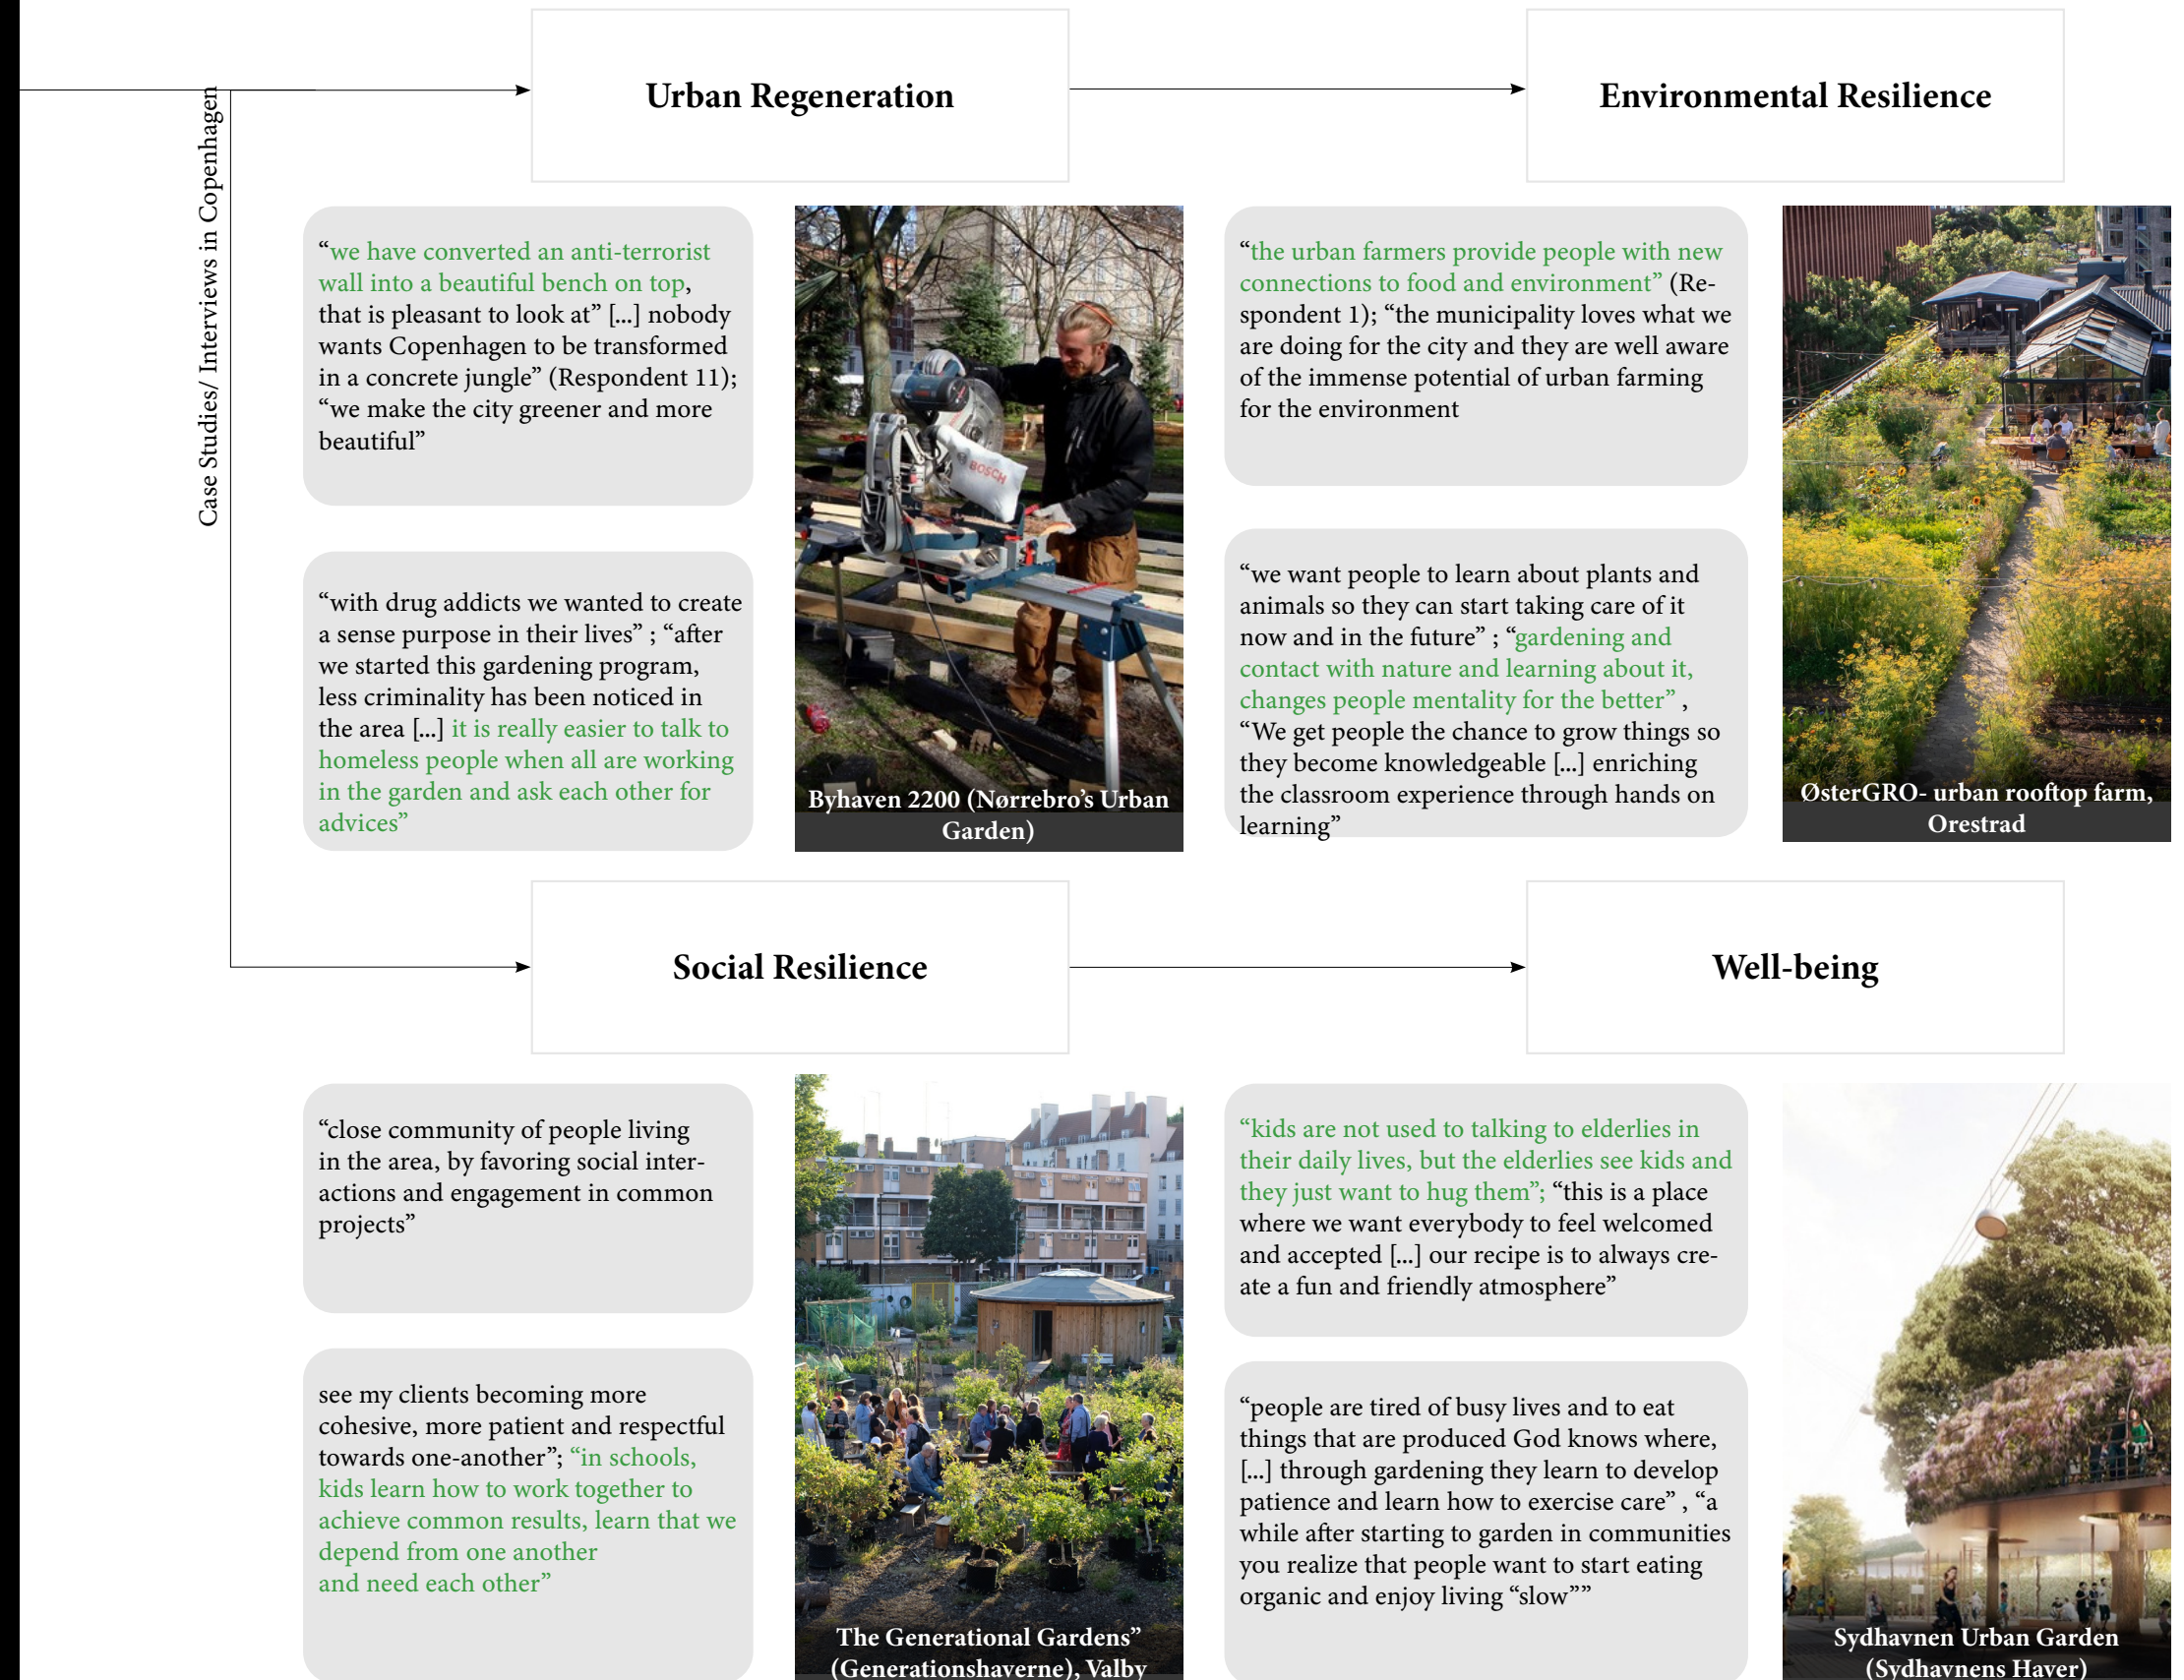 Case Studies/ Interviews in Copenhagen
Urban Regeneration
“we have converted an anti-terrorist
wall into a beautiful bench on top,
that is pleasant to look at” [...] nobody
wants Copenhagen to be transformed
in a concrete jungle” (Respondent 11);
“we make the city greener and more
beautiful”
“with drug addicts we wanted to create
a sense purpose in their lives” ; “after
we started this gardening program,
less criminality has been noticed in
the area [...] it is really easier to talk to
homeless people when all are working
in the garden and ask each other for
advices”
BOSCH
Byhaven 2200 (Nørrebro’s Urban
Garden)
Environmental Resilience
“the urban farmers provide people with new
connections to food and environment” (Re-
spondent 1); “the municipality loves what we
are doing for the city and they are well aware
of the immense potential of urban farming
for the environment
“we want people to learn about plants and
animals so they can start taking care of it
now and in the future” ; “gardening and
contact with nature and learning about it,
changes people mentality for the better” ,
“We get people the chance to grow things so
they become knowledgeable [...] enriching
the classroom experience through hands on
learning”
ØsterGRO- urban rooftop farm,
Orestrad
Social Resilience
“close community of people living
in the area, by favoring social inter-
actions and engagement in common
projects”
see my clients becoming more
cohesive, more patient and respectful
towards one-another”; “in schools,
kids learn how to work together to
achieve common results, learn that we
depend from one another
and need each other”
The Generational Gardens”
(Generationshaverne), Valby
Well-being
“kids are not used to talking to elderlies in
their daily lives, but the elderlies see kids and
they just want to hug them”; “this is a place
where we want everybody to feel welcomed
and accepted [...] our recipe is to always cre-
ate a fun and friendly atmosphere”
“people are tired of busy lives and to eat
things that are produced God knows where,
[...] through gardening they learn to develop
patience and learn how to exercise care” , “a
while after starting to garden in communities
you realize that people want to start eating
organic and enjoy living “slow””
Sydhavnen Urban Garden
(Sydhavnens Haver)